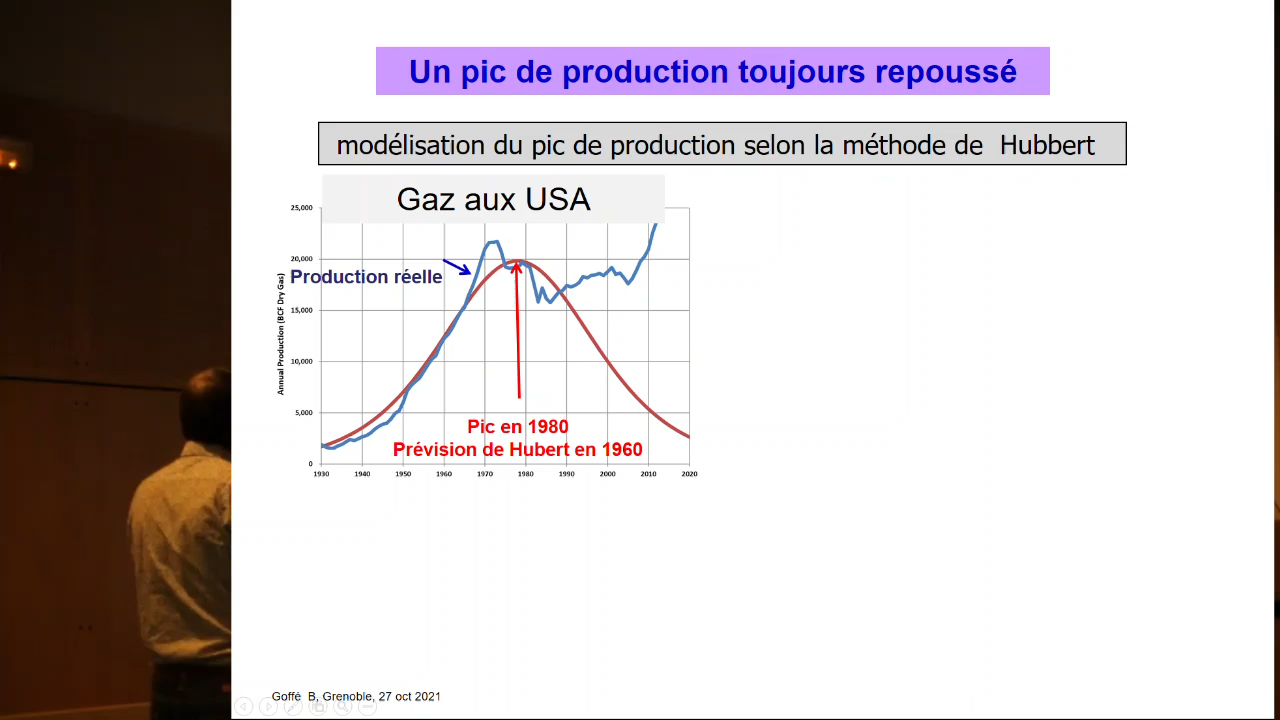 Un pic de production toujours repoussé
modélisation du pic de production selon la méthode de Hubbert
Gaz aux USA
25,000
20,000
Production réelle
15,000
10,000
5,000
0
Annual Production (BCF Dry Gas)
Pic en 1980
Prévision de Hubert en 1960
1930 1940 1950 1960 1970 1980 1990 2000 2010 2020
Goffé B, Grenoble, 27 oct 2021